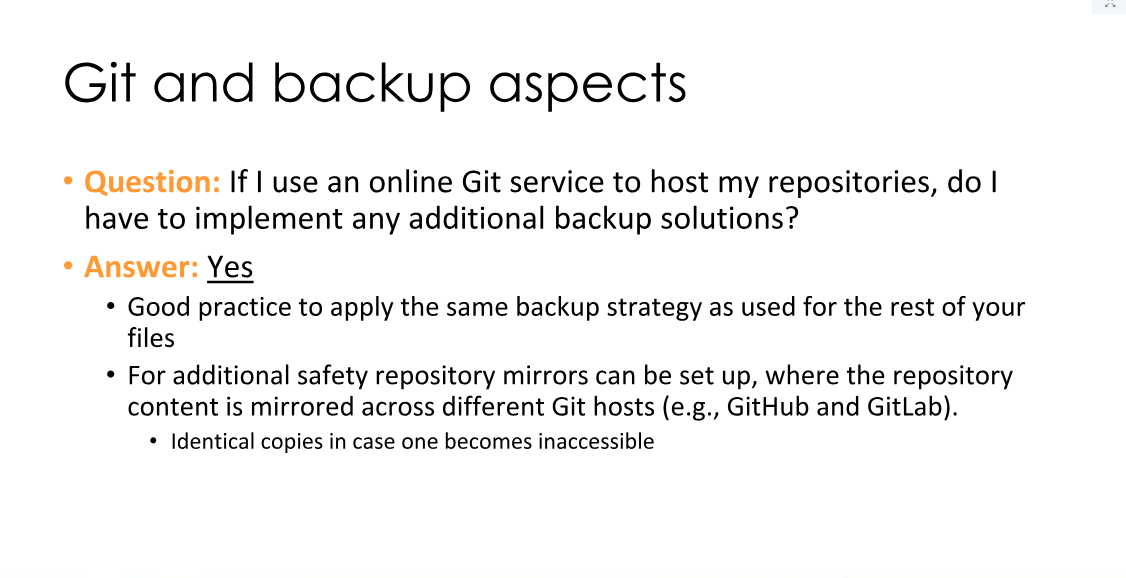 Git and backup aspects
• Question: If I use an online Git service to host my repositories, do I
have to implement any additional backup solutions?
• Answer: Yes
• Good practice to apply the same backup strategy as used for the rest of your
files
• For additional safety repository mirrors can be set up, where the repository
content is mirrored across different Git hosts (e.g., GitHub and GitLab).
• Identical copies in case one becomes inaccessible